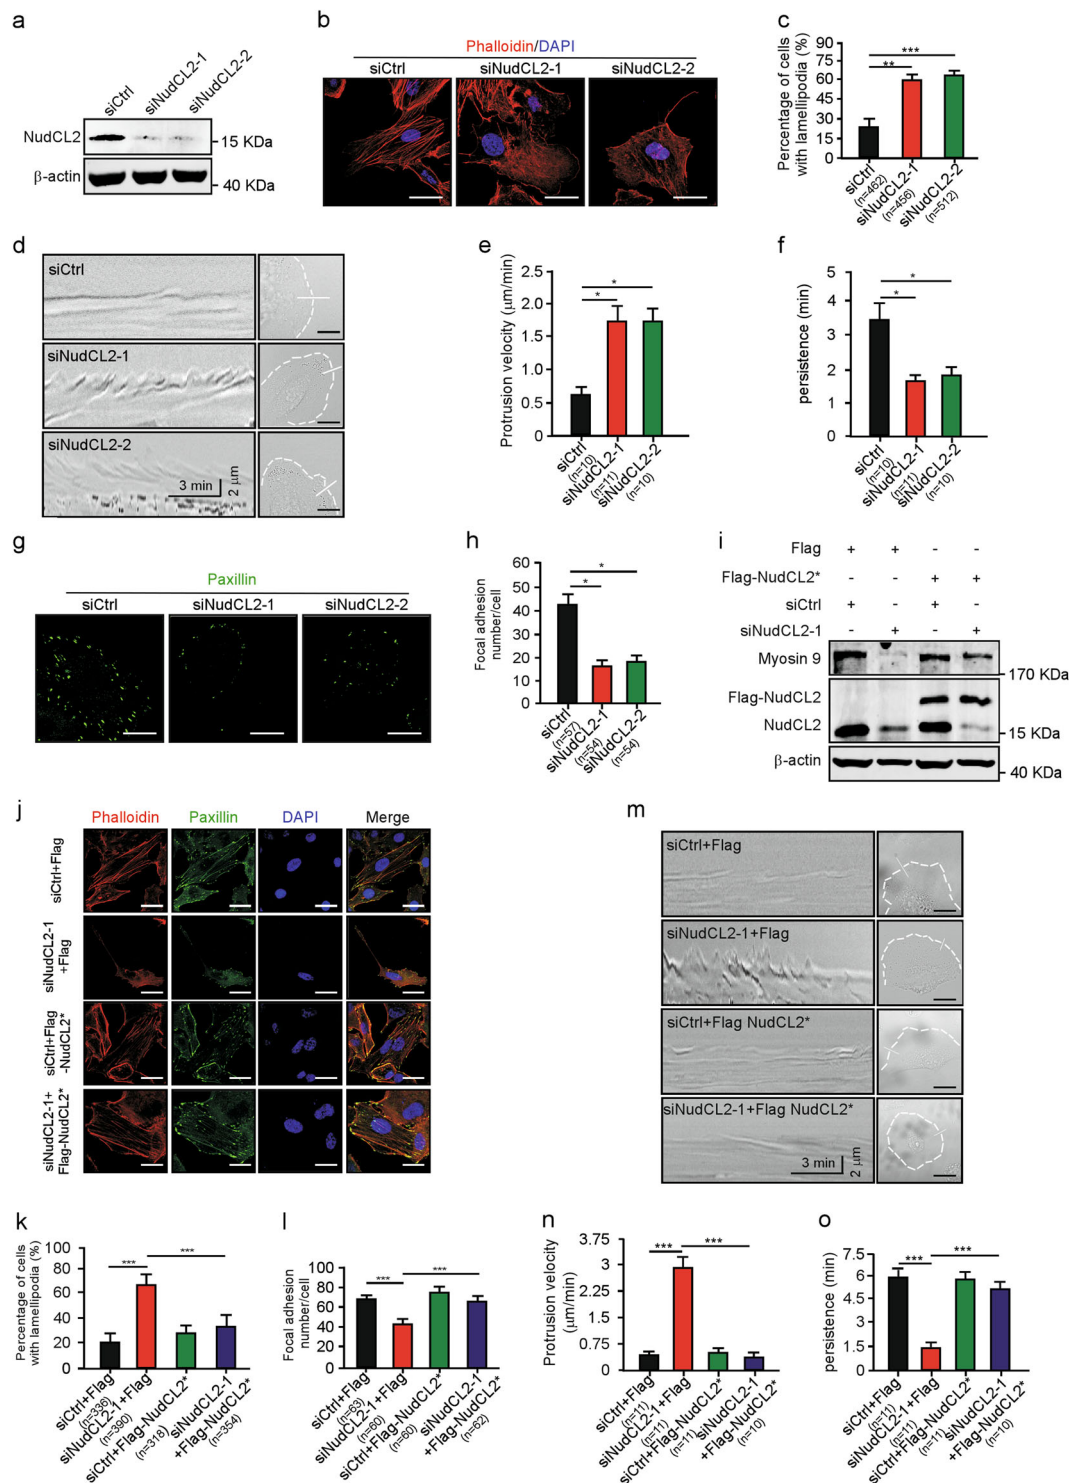 a
siCtrl
siNudCL2-1
siNudCL2-2
NudCL2
15 KDa
β-actin
40 KDa
b
Phalloidin/DAPI
siCtrl
siNudCL2-1
siNudCL2-2
c
Percentage of cells
with lamellipodia (%)
90
75
60
45
30
15
0
***
**
siCtrl
(n=462)
siNudCL2-1
(n=456)
siNudCL2-2
(n=512)
d
siCtrl
siNudCL2-1
siNudCL2-2
3 min
2 μm
e
Protrusion velocity (μm/min)
2.5
2.0
1.5
1.0
0.5
0
*
*
siCtrl
(n=10)
siNudCL2-1
(n=11)
siNudCL2-2
(n=10)
f
persistence (min)
5
4
3
2
1
0
*
*
siCtrl
(n=10)
siNudCL2-1
(n=11)
siNudCL2-2
(n=10)
g
Paxillin
siCtrl
siNudCL2-1
siNudCL2-2
h
Focal adhesion
number/cell
60
50
40
30
20
10
0
*
*
siCtrl
(n=57)
siNudCL2-1
(n=54)
siNudCL2-2
(n=54)
i
Flag + + - -
Flag-NudCL2* - - + +
siCtrl + - + -
siNudCL2-1 - + - +
Myosin 9
170 KDa
Flag-NudCL2
NudCL2
15 KDa
β-actin
40 KDa
j
Phalloidin
Paxillin
DAPI
Merge
siCtrl+Flag
siNudCL2-1
+Flag
siCtrl+Flag
-NudCL2*
siNudCL2-1+
Flag-NudCL2*
m
siCtrl+Flag
siNudCL2-1+Flag
siCtrl+Flag NudCL2*
siNudCL2-1+Flag NudCL2*
3 min
2 μm
k
Percentage of cells
with lamellipodia (%)
100
80
60
40
20
0
***
***
siCtrl+Flag
(n=336)
siNudCL2-1+Flag
(n=390)
siCtrl+Flag-NudCL2*
(n=318)
siNudCL2-1
+Flag-NudCL2*
(n=354)
l
Focal adhesion
number/cell
100
80
60
40
20
0
***
***
siCtrl+Flag
(n=63)
siNudCL2-1+Flag
(n=60)
siCtrl+Flag-NudCL2*
(n=60)
siNudCL2-1
+Flag-NudCL2*
(n=62)
n
Protrusion velocity
(μm/min)
3.75
3
2.25
1.5
0.75
0
***
***
siCtrl+Flag
(n=11)
siNudCL2-1+Flag
(n=11)
siCtrl+Flag-NudCL2*
(n=11)
siNudCL2-1
+Flag-NudCL2*
(n=10)
o
persistence (min)
7.5
6
4.5
3
1.5
0
***
***
siCtrl+Flag
(n=11)
siNudCL2-1+Flag
(n=11)
siCtrl+Flag-NudCL2*
(n=11)
siNudCL2-1
+Flag-NudCL2*
(n=10)